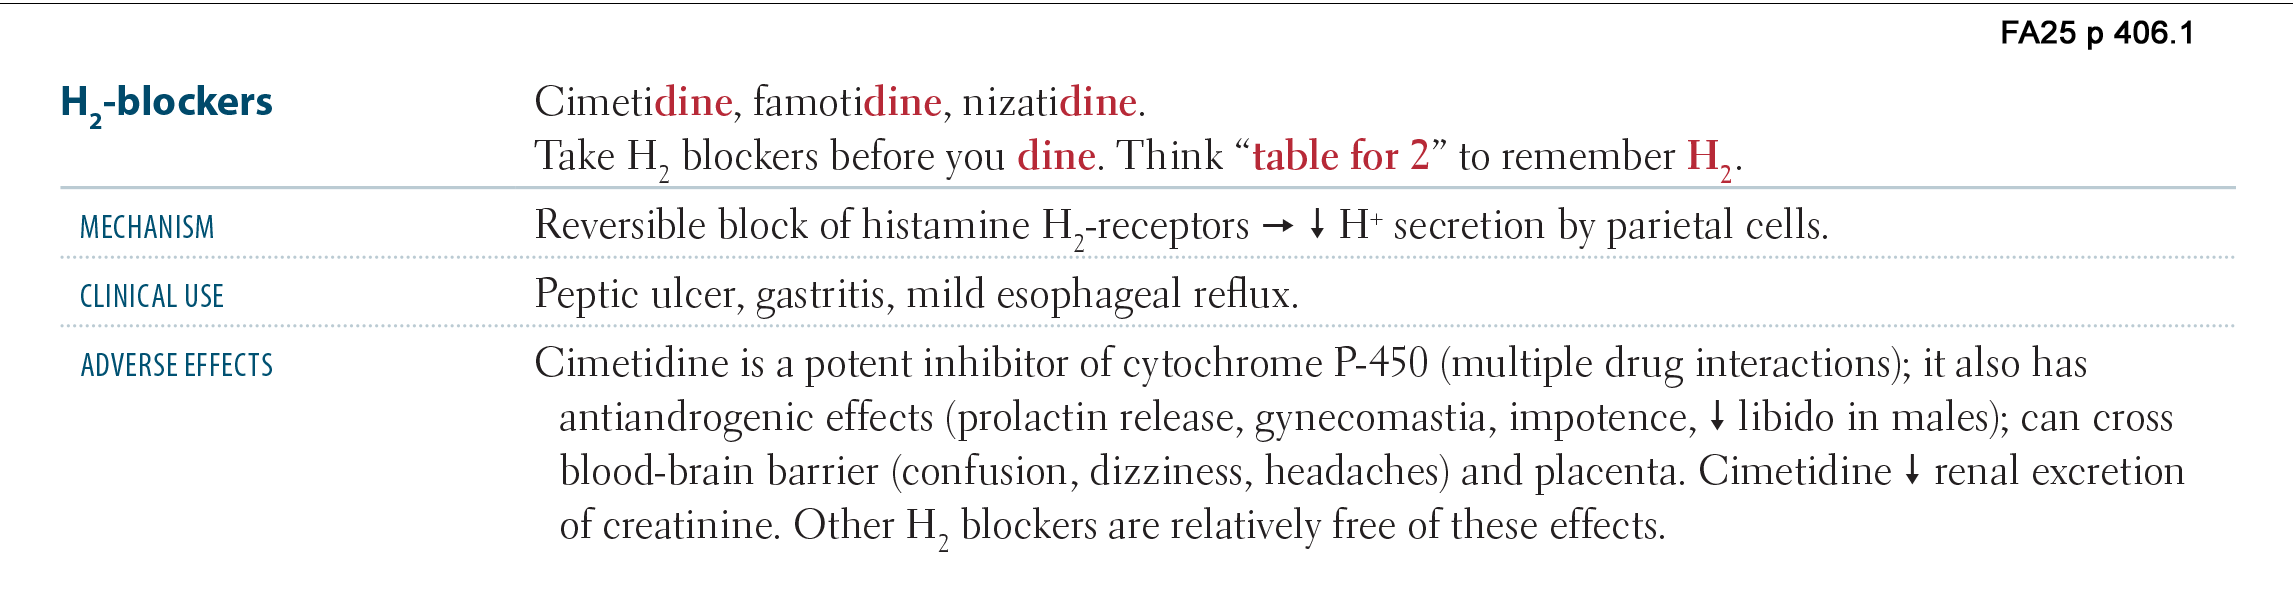 FA25 p 406.1
H₂-blockers
Cimetidine, famotidine, nizatidine.
Take H₂ blockers before you dine. Think “table for 2” to remember H₂.
MECHANISM
Reversible block of histamine H₂-receptors → ↓ H⁺ secretion by parietal cells.
CLINICAL USE
Peptic ulcer, gastritis, mild esophageal reflux.
ADVERSE EFFECTS
Cimetidine is a potent inhibitor of cytochrome P-450 (multiple drug interactions); it also has
antiandrogenic effects (prolactin release, gynecomastia, impotence, ↓ libido in males); can cross
blood-brain barrier (confusion, dizziness, headaches) and placenta. Cimetidine ↓ renal excretion
of creatinine. Other H₂ blockers are relatively free of these effects.